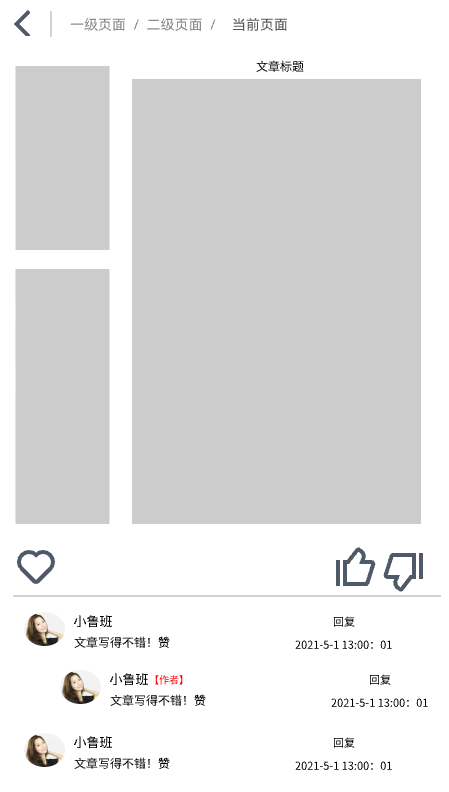 一级页面 / 二级页面 / 当前页面
文章标题
小鲁班 回复
文章写得不错！赞 2021-5-1 13:00：01
小鲁班【作者】 回复
文章写得不错！赞 2021-5-1 13:00：01
小鲁班 回复
文章写得不错！赞 2021-5-1 13:00：01